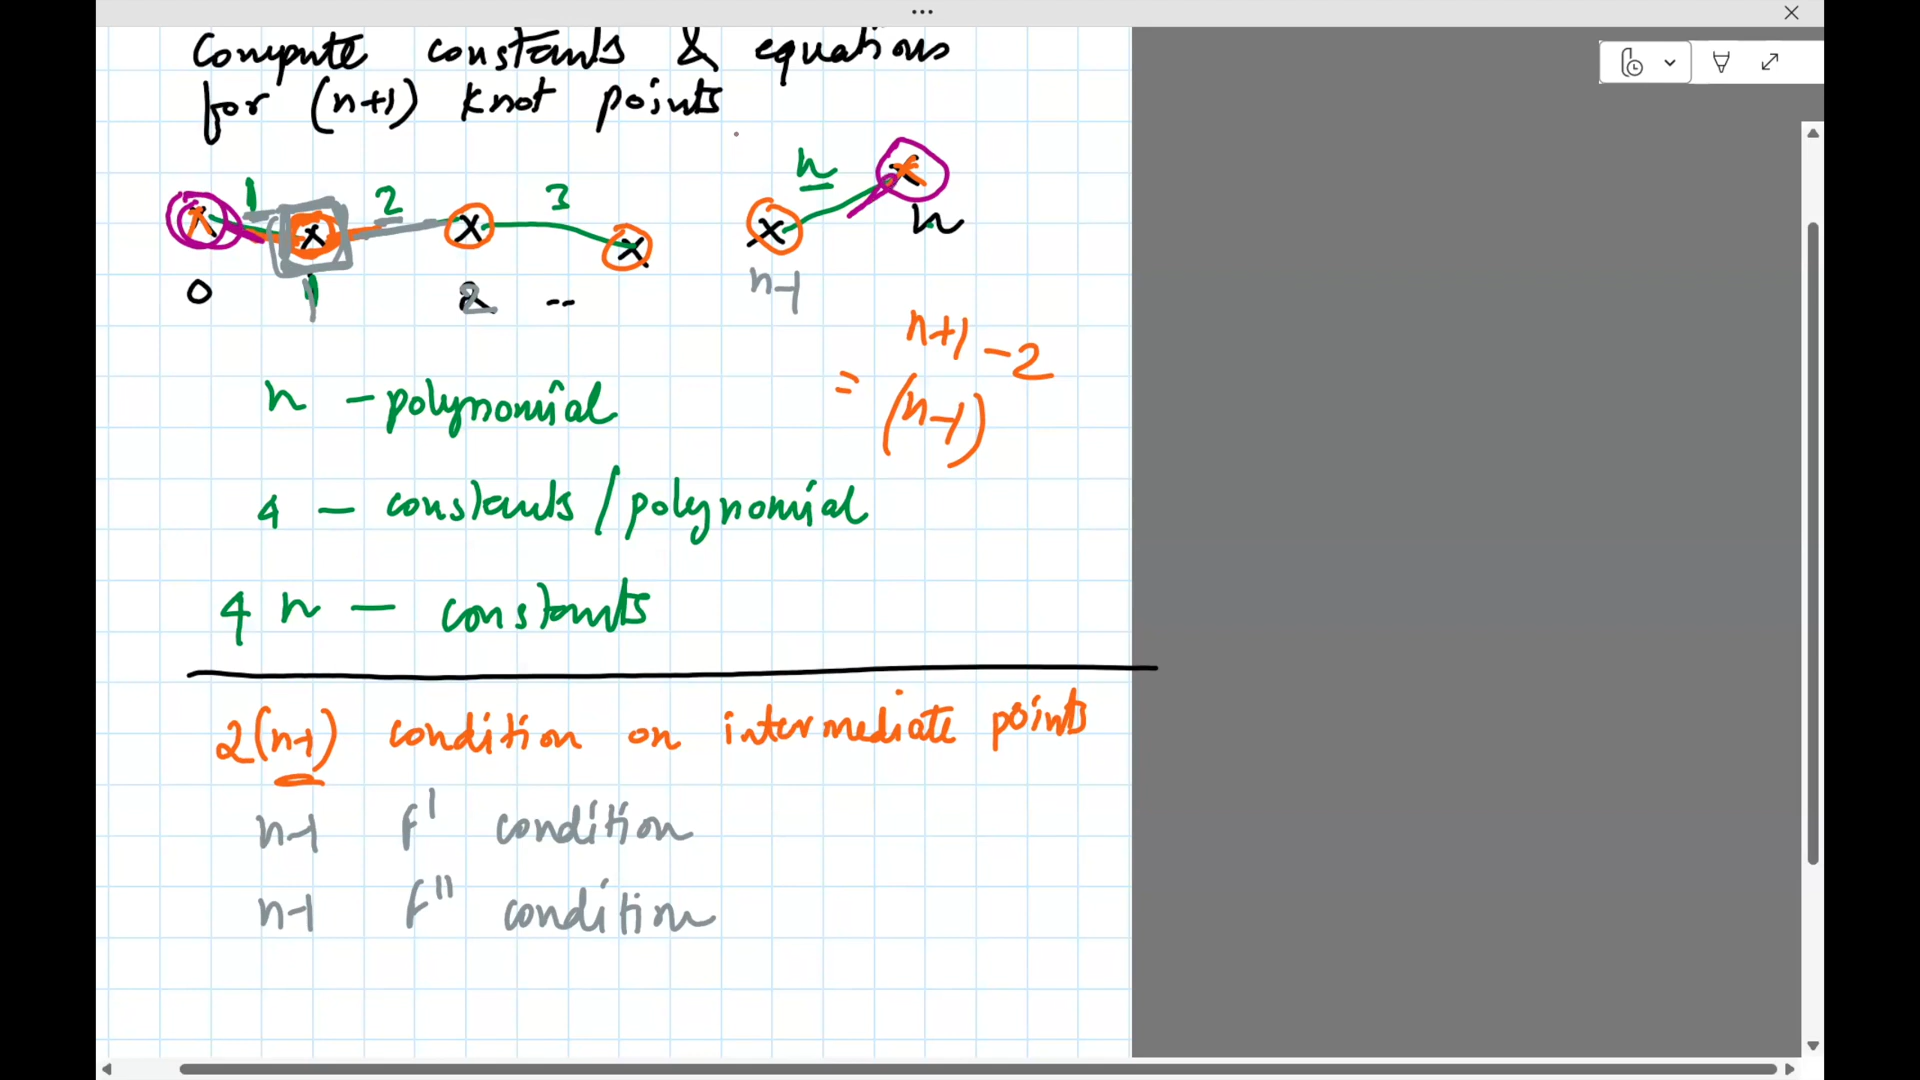 Compute constants & equations
for (n+1) knot points
1 2 3 n
x x x x x x
0 1 2 -- n-1 n
n+1 -2
= (n-1)
n - polynomial
4 - constants / polynomial
4 n - constants
2(n-1) condition on intermediate points
n-1 f' condition
n-1 f'' condition